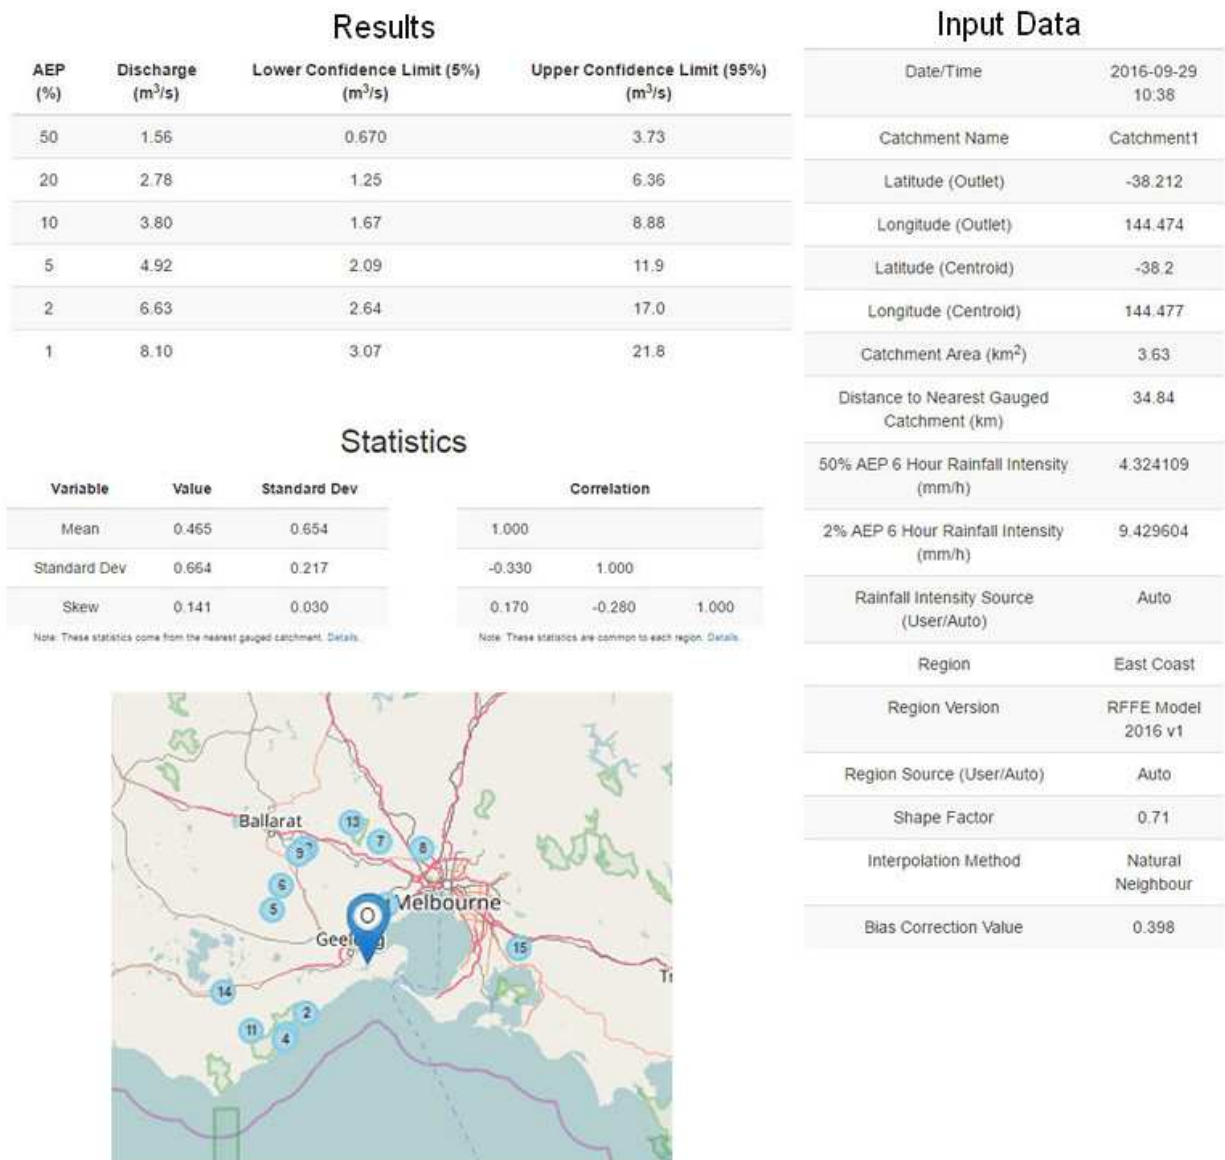 Results
AEP (%) Discharge (m³/s) Lower Confidence Limit (5%) (m³/s) Upper Confidence Limit (95%) (m³/s)
50 1.56 0.670 3.73
20 2.78 1.25 6.36
10 3.80 1.67 8.88
5 4.92 2.09 11.9
2 6.63 2.64 17.0
1 8.10 3.07 21.8
Statistics
Variable Value Standard Dev
Mean 0.465 0.654
Standard Dev 0.664 0.217
Skew 0.141 0.030
Note: These statistics come from the nearest gauged catchment. Details.
Correlation
1.000
-0.330 1.000
0.170 -0.280 1.000
Note: These statistics are common to each region. Details.
Ballarat
13
7
8
9
6
5
O
Melbourne
Geelong
15
14
2
11
4
Input Data
Date/Time 2016-09-29 10:38
Catchment Name Catchment1
Latitude (Outlet) -38.212
Longitude (Outlet) 144.474
Latitude (Centroid) -38.2
Longitude (Centroid) 144.477
Catchment Area (km²) 3.63
Distance to Nearest Gauged Catchment (km) 34.84
50% AEP 6 Hour Rainfall Intensity (mm/h) 4.324109
2% AEP 6 Hour Rainfall Intensity (mm/h) 9.429604
Rainfall Intensity Source (User/Auto) Auto
Region East Coast
Region Version RFFE Model 2016 v1
Region Source (User/Auto) Auto
Shape Factor 0.71
Interpolation Method Natural Neighbour
Bias Correction Value 0.398